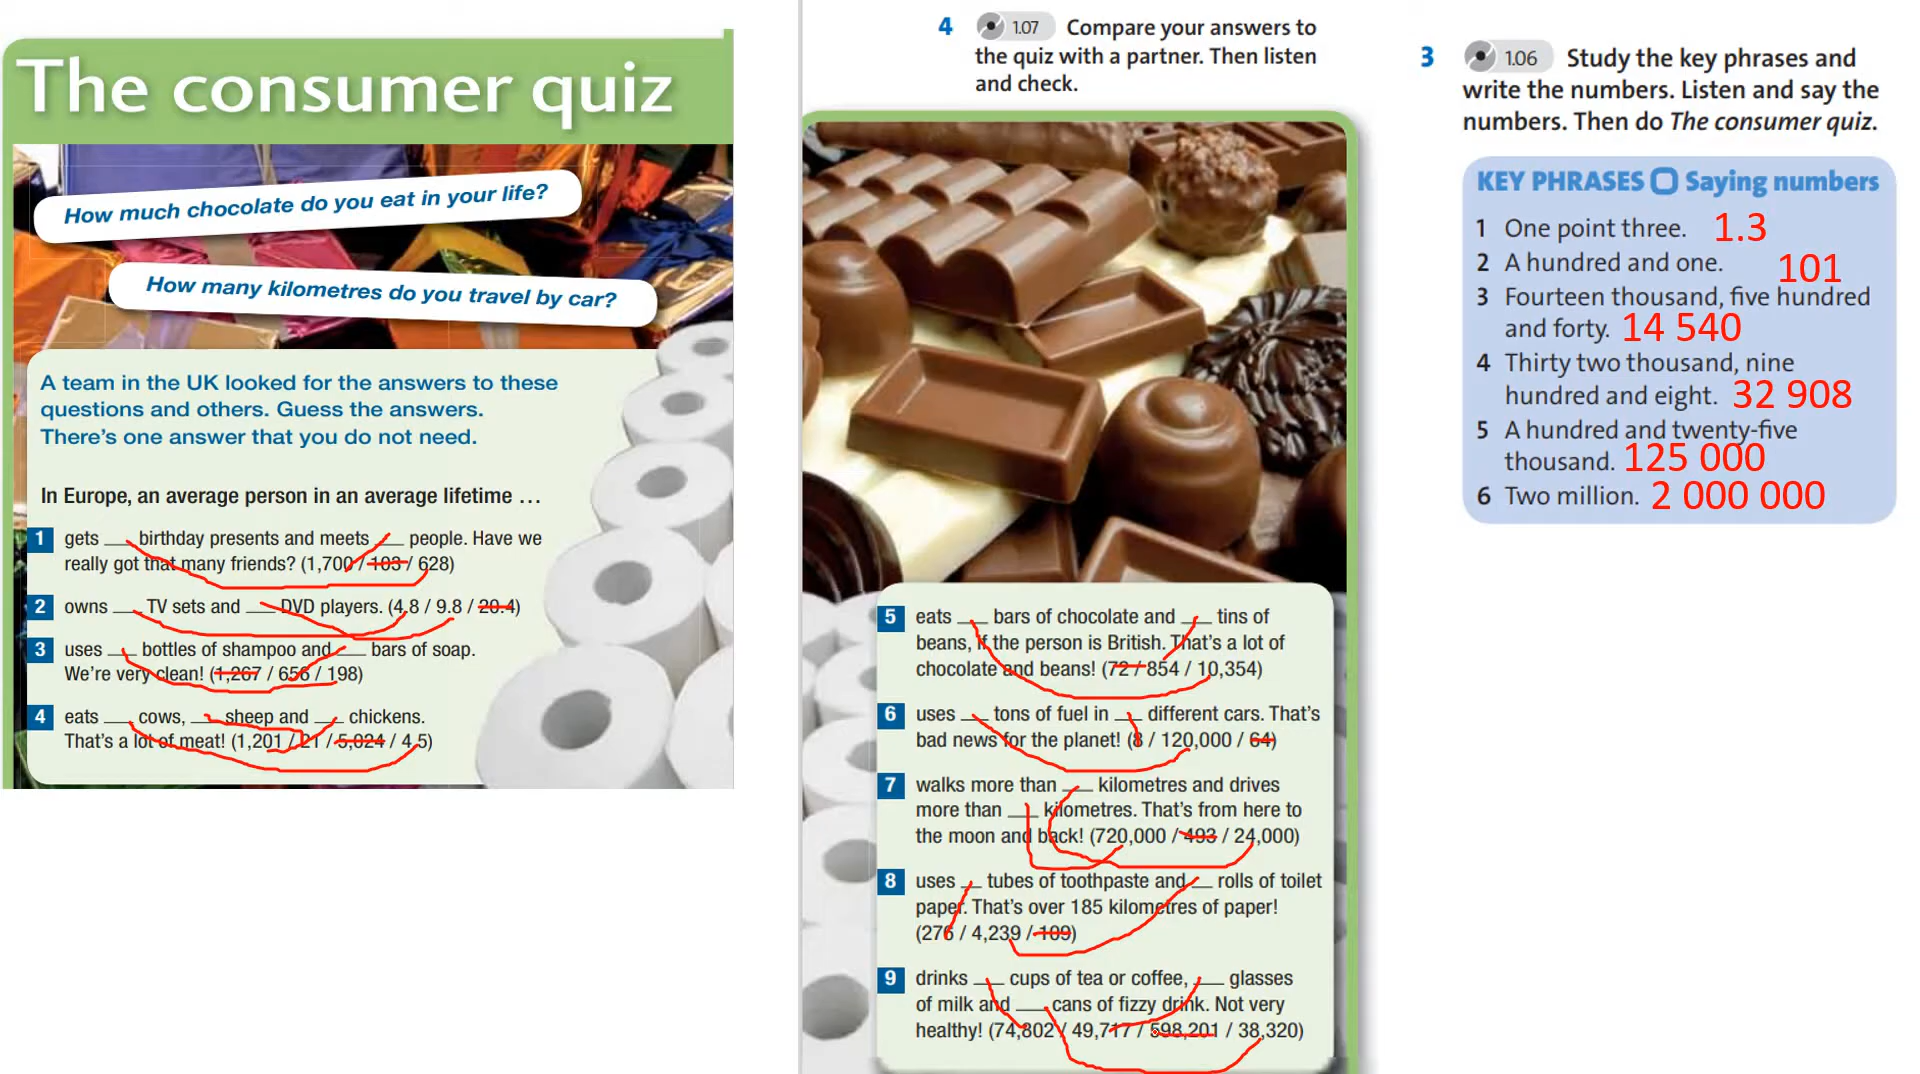 The consumer quiz
How much chocolate do you eat in your life?
How many kilometres do you travel by car?
A team in the UK looked for the answers to these
questions and others. Guess the answers.
There's one answer that you do not need.
In Europe, an average person in an average lifetime …
1 gets ___ birthday presents and meets ___ people. Have we
really got that many friends? (1,700 / 103 / 628)
2 owns ___ TV sets and ___ DVD players. (4.8 / 9.8 / 20.4)
3 uses ___ bottles of shampoo and ___ bars of soap.
We're very clean! (1,267 / 656 / 198)
4 eats ___ cows, ___ sheep and ___ chickens.
That's a lot of meat! (1,201 / 21 / 5,024 / 4.5)
4 1.07 Compare your answers to
the quiz with a partner. Then listen
and check.
5 eats ___ bars of chocolate and ___ tins of
beans, if the person is British. That's a lot of
chocolate and beans! (72 / 854 / 10,354)
6 uses ___ tons of fuel in ___ different cars. That's
bad news for the planet! (8 / 120,000 / 64)
7 walks more than ___ kilometres and drives
more than ___ kilometres. That's from here to
the moon and back! (720,000 / 493 / 24,000)
8 uses ___ tubes of toothpaste and ___ rolls of toilet
paper. That's over 185 kilometres of paper!
(276 / 4,239 / 109)
9 drinks ___ cups of tea or coffee, ___ glasses
of milk and ___ cans of fizzy drink. Not very
healthy! (74,802 / 49,717 / 598,201 / 38,320)
3 1.06 Study the key phrases and
write the numbers. Listen and say the
numbers. Then do The consumer quiz.
KEY PHRASES Saying numbers
1 One point three. 1.3
2 A hundred and one. 101
3 Fourteen thousand, five hundred
and forty. 14 540
4 Thirty two thousand, nine
hundred and eight. 32 908
5 A hundred and twenty-five
thousand. 125 000
6 Two million. 2 000 000